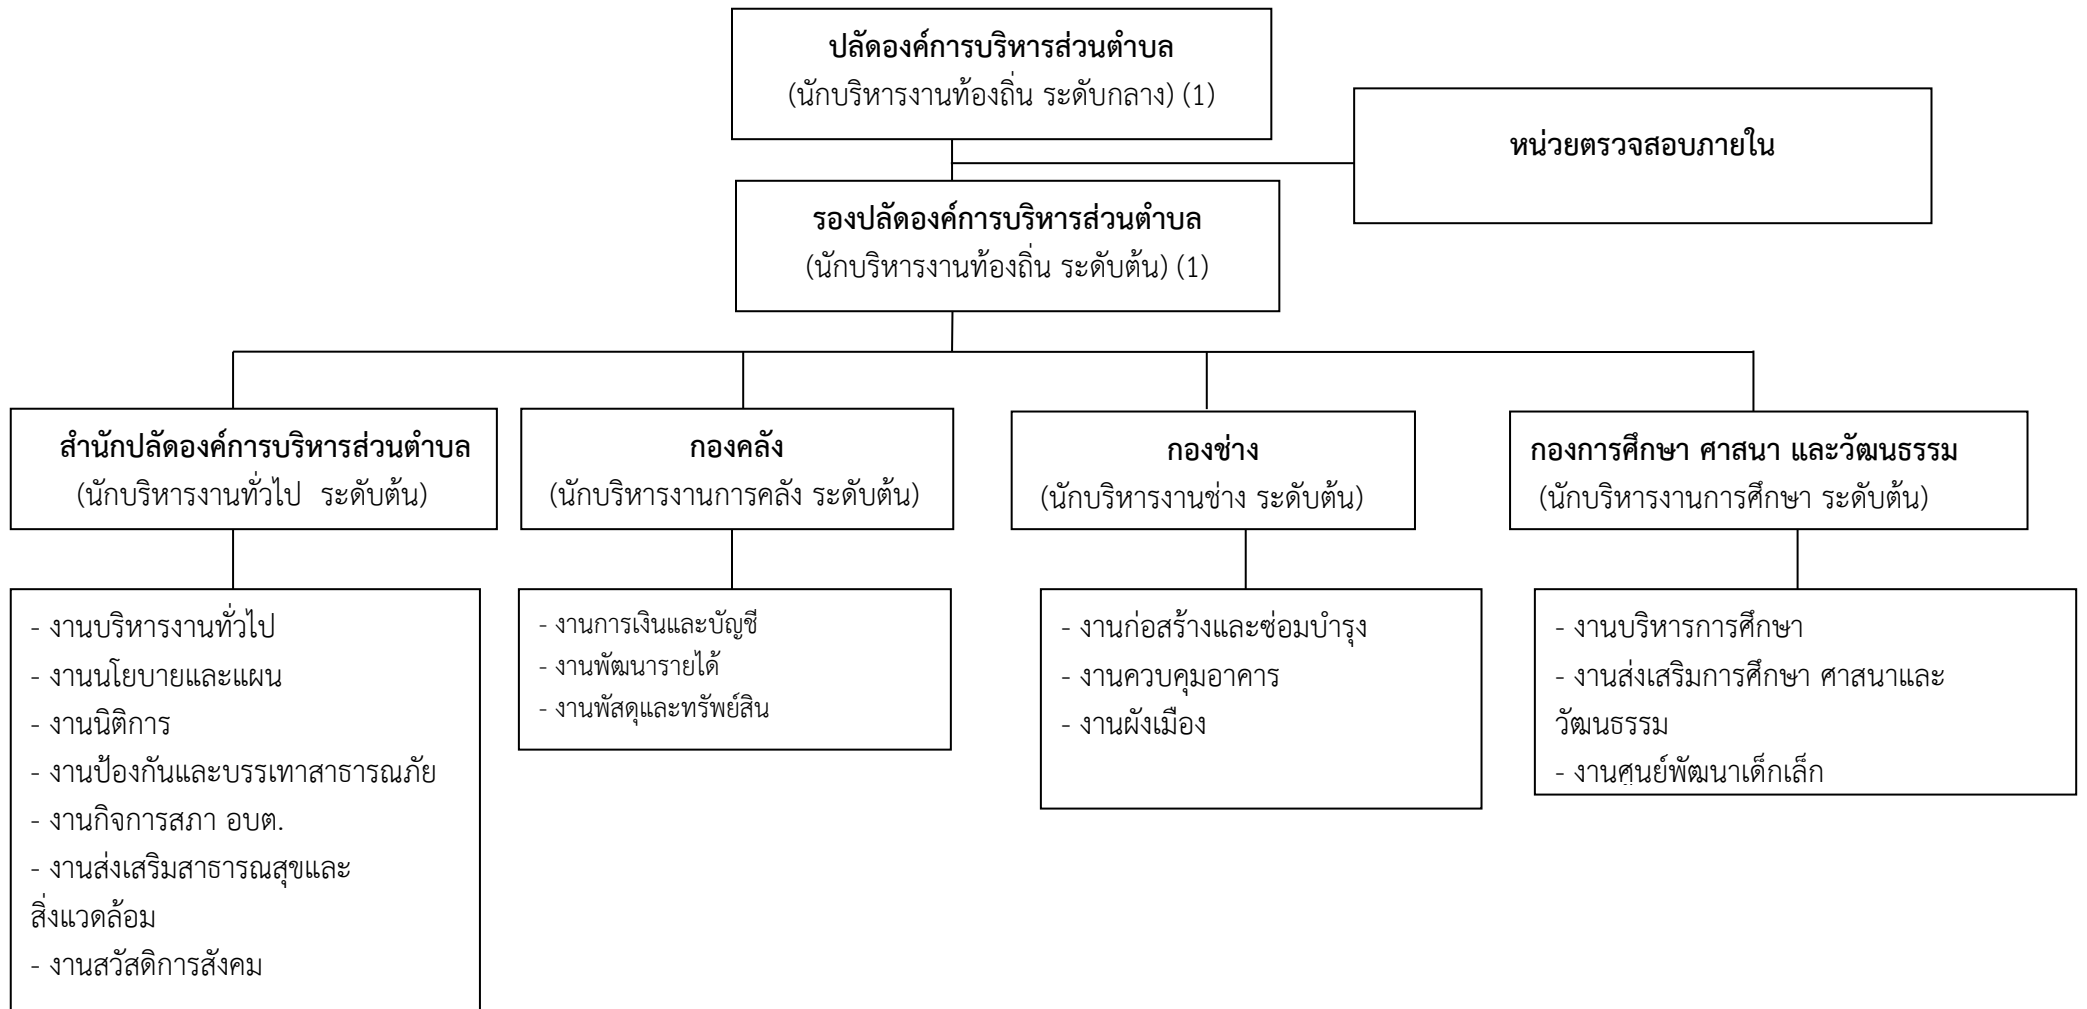 ปลัดองค์การบริหารส่วนตำบล
(นักบริหารงานท้องถิ่น ระดับกลาง) (1)
หน่วยตรวจสอบภายใน
รองปลัดองค์การบริหารส่วนตำบล
(นักบริหารงานท้องถิ่น ระดับต้น) (1)
สำนักปลัดองค์การบริหารส่วนตำบล
(นักบริหารงานทั่วไป ระดับต้น)
กองคลัง
(นักบริหารงานการคลัง ระดับต้น)
กองช่าง
(นักบริหารงานช่าง ระดับต้น)
กองการศึกษา ศาสนา และวัฒนธรรม
(นักบริหารงานการศึกษา ระดับต้น)
- งานบริหารงานทั่วไป
- งานนโยบายและแผน
- งานนิติการ
- งานป้องกันและบรรเทาสาธารณภัย
- งานกิจการสภา อบต.
- งานส่งเสริมสาธารณสุขและ
สิ่งแวดล้อม
- งานสวัสดิการสังคม
- งานการเงินและบัญชี
- งานพัฒนารายได้
- งานพัสดุและทรัพย์สิน
- งานก่อสร้างและซ่อมบำรุง
- งานควบคุมอาคาร
- งานผังเมือง
- งานบริหารการศึกษา
- งานส่งเสริมการศึกษา ศาสนาและ
วัฒนธรรม
- งานศูนย์พัฒนาเด็กเล็ก